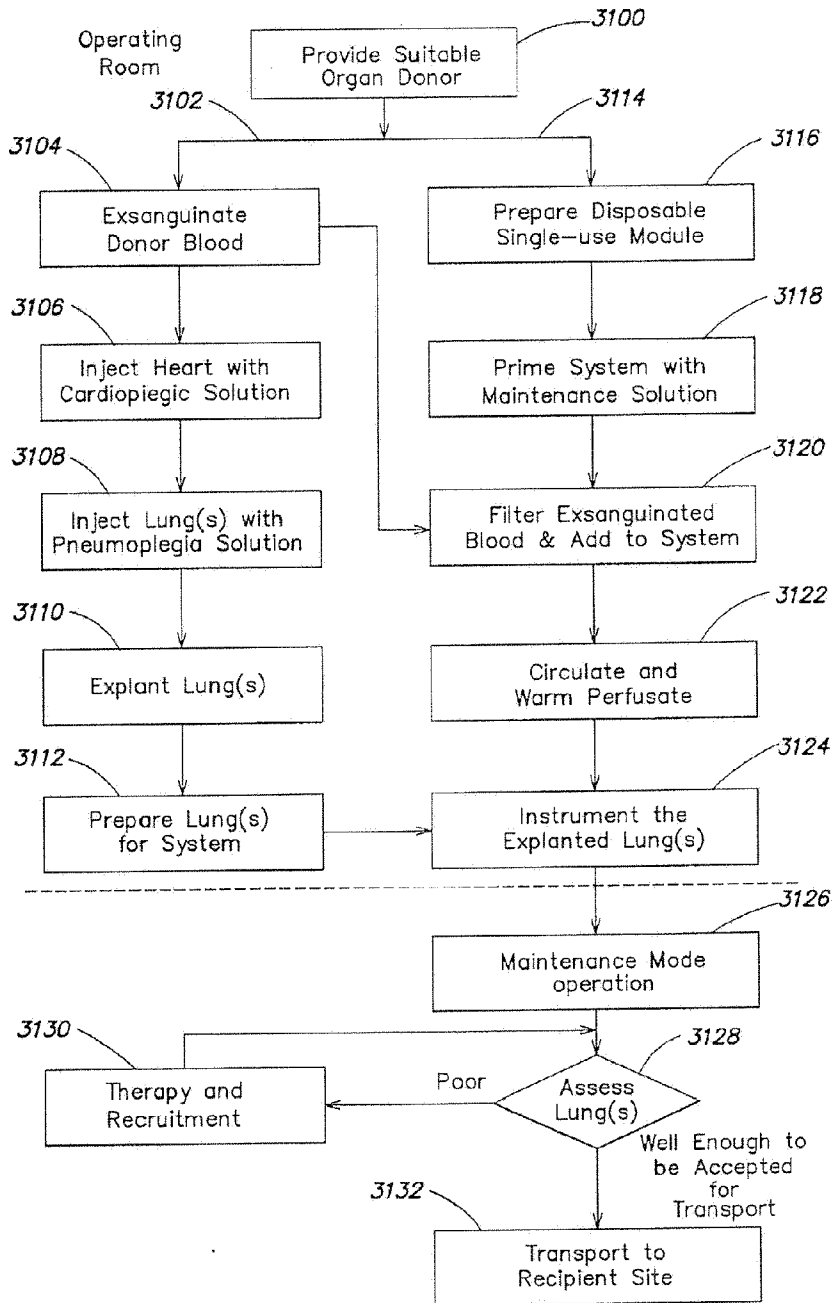 Operating
Room
3100
Provide Suitable
Organ Donor
3102
3114
3104
Exsanguinate
Donor Blood
3116
Prepare Disposable
Single-use Module
3106
Inject Heart with
Cardiopiegic Solution
3118
Prime System with
Maintenance Solution
3108
Inject Lung(s) with
Pneumoplegia Solution
3120
Filter Exsanguinated
Blood & Add to System
3110
Explant Lung(s)
3122
Circulate and
Warm Perfusate
3112
Prepare Lung(s)
for System
3124
Instrument the
Explanted Lung(s)
3126
Maintenance Mode
operation
3130
Therapy and
Recruitment
Poor
3128
Assess
Lung(s)
Well Enough to
be Accepted
for
Transport
3132
Transport to
Recipient Site